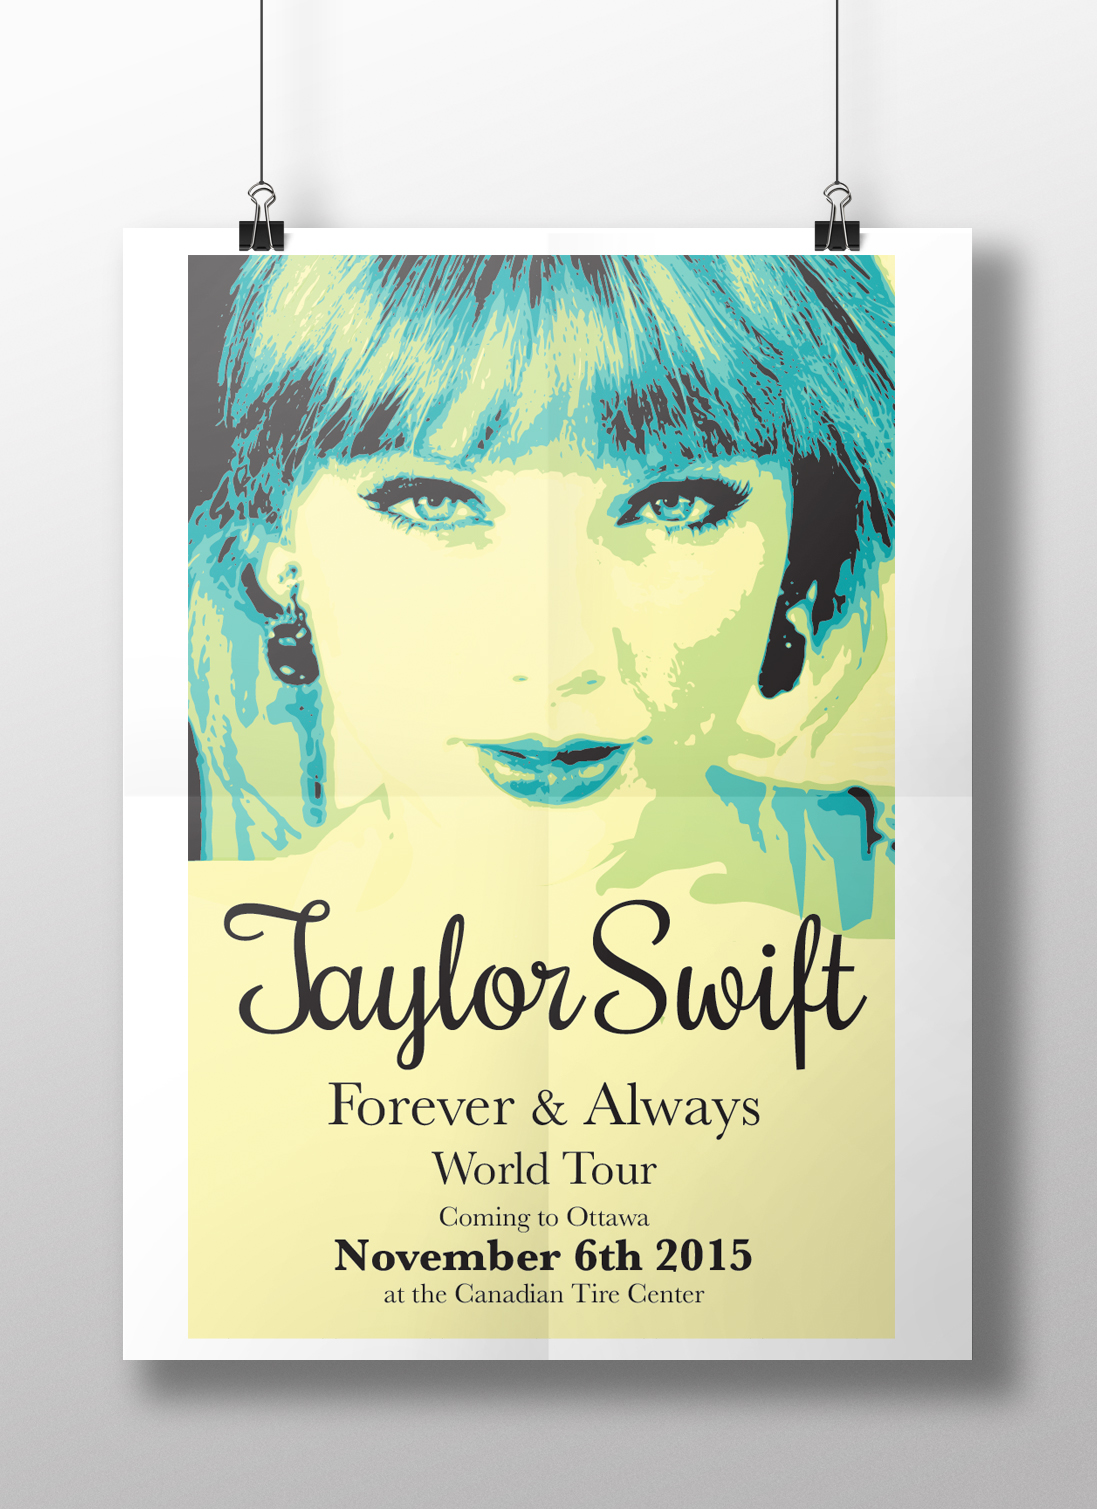 Taylor Swift
Forever & Always
World Tour
Coming to Ottawa
November 6th 2015
at the Canadian Tire Center